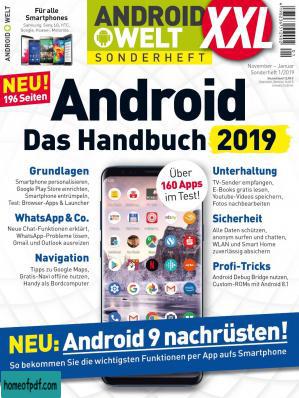 Für alle
Smartphones
Samsung, Sony, LG, HTC,
Google, Huawei, Motorola
ANDROID WELT
ANDROID
WELT
SONDERHEFT
XXL
November – Januar
Sonderheft 1/2019
NEU!
196 Seiten
Android
Das Handbuch 2019
Grundlagen
Smartphone personalisieren,
Google Play Store einrichten,
Smartphone entrümpeln,
Test: Browser-Apps & Launcher
WhatsApp & Co.
Neue Chat-Funktionen erklärt,
WhatsApp-Probleme lösen,
Gmail und Outlook ausreizen
Navigation
Tipps zu Google Maps,
Gratis-Navi offline nutzen,
Handy als Bordcomputer
Über
160 Apps
im Test!
Unterhaltung
TV-Sender empfangen,
E-Books gratis lesen,
Youtube-Videos speichern,
Fotos nachbearbeiten
Sicherheit
Alle Daten schützen,
anonym surfen und chatten,
WLAN und Smart Home
zuverlässig absichern
Profi-Tricks
Android Debug Bridge nutzen,
Custom-ROMs mit Android 8.1
NEU: Android 9 nachrüsten!
So bekommen Sie die wichtigsten Funktionen per App aufs Smartphone
homeofpdf.com